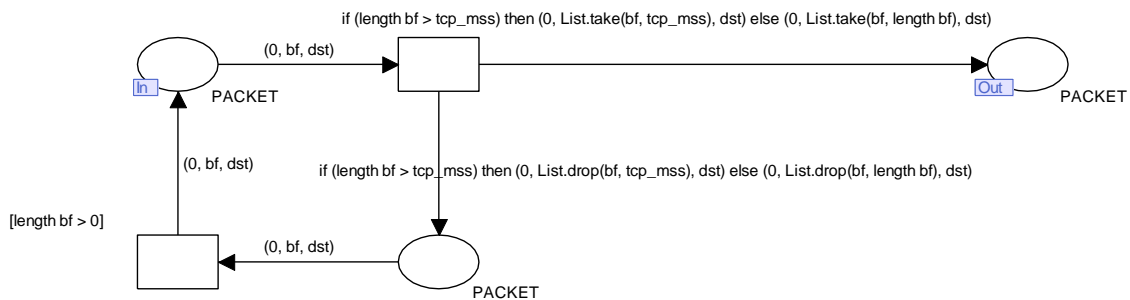 if (length bf > tcp_mss) then (0, List.take(bf, tcp_mss), dst) else (0, List.take(bf, length bf), dst)
(0, bf, dst)
In
PACKET
Out
PACKET
(0, bf, dst)
if (length bf > tcp_mss) then (0, List.drop(bf, tcp_mss), dst) else (0, List.drop(bf, length bf), dst)
[length bf > 0]
(0, bf, dst)
PACKET